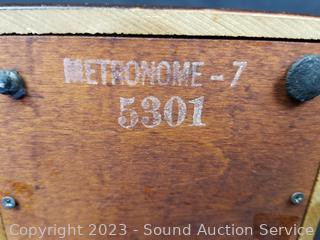 METRONOME - 7
5301
Copyright 2023 - Sound Auction Service